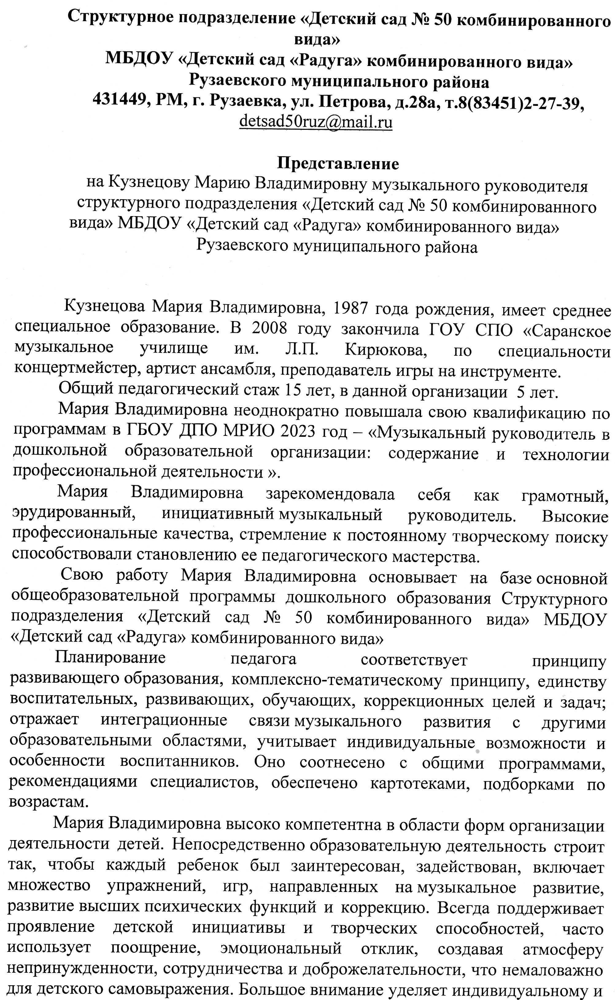 Структурное подразделение «Детский сад № 50 комбинированного
вида»
МБДОУ «Детский сад «Радуга» комбинированного вида»
Рузаевского муниципального района
431449, РМ, г. Рузаевка, ул. Петрова, д.28а, т.8(83451)2-27-39,
detsad50ruz@mail.ru
Представление
на Кузнецову Марию Владимировну музыкального руководителя
структурного подразделения «Детский сад № 50 комбинированного
вида» МБДОУ «Детский сад «Радуга» комбинированного вида»
Рузаевского муниципального района
Кузнецова Мария Владимировна, 1987 года рождения, имеет среднее
специальное образование. В 2008 году закончила ГОУ СПО «Саранское
музыкальное училище им. Л.П. Кирюкова, по специальности
концертмейстер, артист ансамбля, преподаватель игры на инструменте.
Общий педагогический стаж 15 лет, в данной организации 5 лет.
Мария Владимировна неоднократно повышала свою квалификацию по
программам в ГБОУ ДПО МРИО 2023 год – «Музыкальный руководитель в
дошкольной образовательной организации: содержание и технологии
профессиональной деятельности ».
Мария Владимировна зарекомендовала себя как грамотный,
эрудированный, инициативный музыкальный руководитель. Высокие
профессиональные качества, стремление к постоянному творческому поиску
способствовали становлению ее педагогического мастерства.
Свою работу Мария Владимировна основывает на базе основной
общеобразовательной программы дошкольного образования Структурного
подразделения «Детский сад № 50 комбинированного вида» МБДОУ
«Детский сад «Радуга» комбинированного вида»
Планирование педагога соответствует принципу
развивающего образования, комплексно-тематическому принципу, единству
воспитательных, развивающих, обучающих, коррекционных целей и задач;
отражает интеграционные связи музыкального развития с другими
образовательными областями, учитывает индивидуальные возможности и
особенности воспитанников. Оно соотнесено с общими программами,
рекомендациями специалистов, обеспечено картотеками, подборками по
возрастам.
Мария Владимировна высоко компетентна в области форм организации
деятельности детей. Непосредственно образовательную деятельность строит
так, чтобы каждый ребенок был заинтересован, задействован, включает
множество упражнений, игр, направленных на музыкальное развитие,
развитие высших психических функций и коррекцию. Всегда поддерживает
проявление детской инициативы и творческих способностей, часто
использует поощрение, эмоциональный отклик, создавая атмосферу
непринужденности, сотрудничества и доброжелательности, что немаловажно
для детского самовыражения. Большое внимание уделяет индивидуальному и